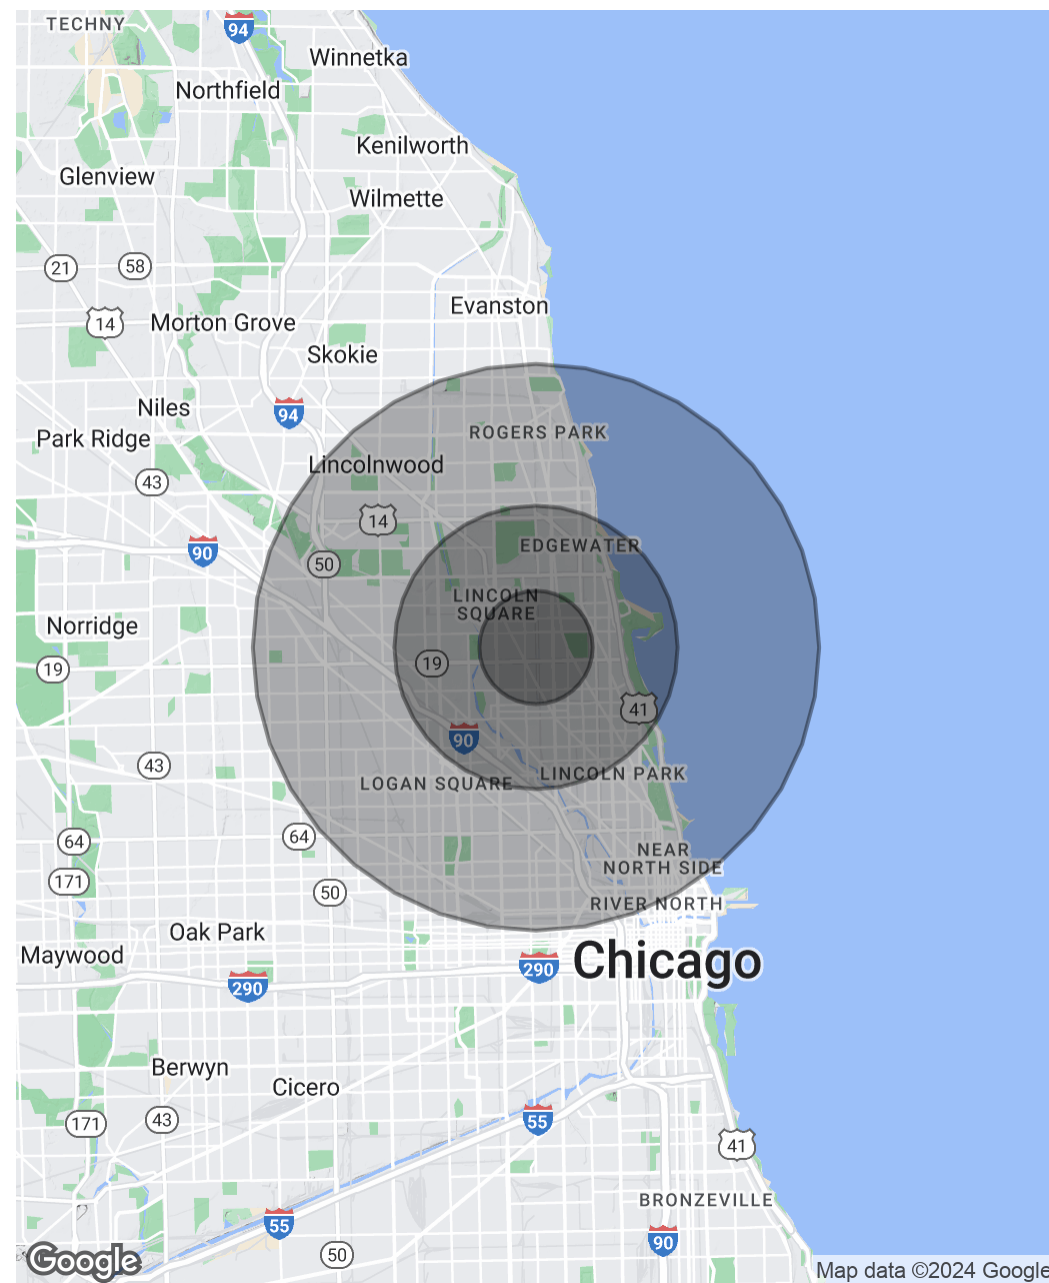 TECHNY
94
Winnetka
Northfield
Kenilworth
Glenview
Wilmette
21
58
Evanston
14
Morton Grove
Skokie
Niles
94
Park Ridge
ROGERS PARK
Lincolnwood
43
14
90
EDGEWATER
50
LINCOLN
SQUARE
Norridge
19
19
41
90
43
LINCOLN PARK
LOGAN SQUARE
64
64
NEAR
NORTH SIDE
171
50
RIVER NORTH
Oak Park
Maywood
Chicago
290
290
Berwyn
Cicero
171
43
55
41
BRONZEVILLE
55
90
50
Google
Map data ©2024 Google